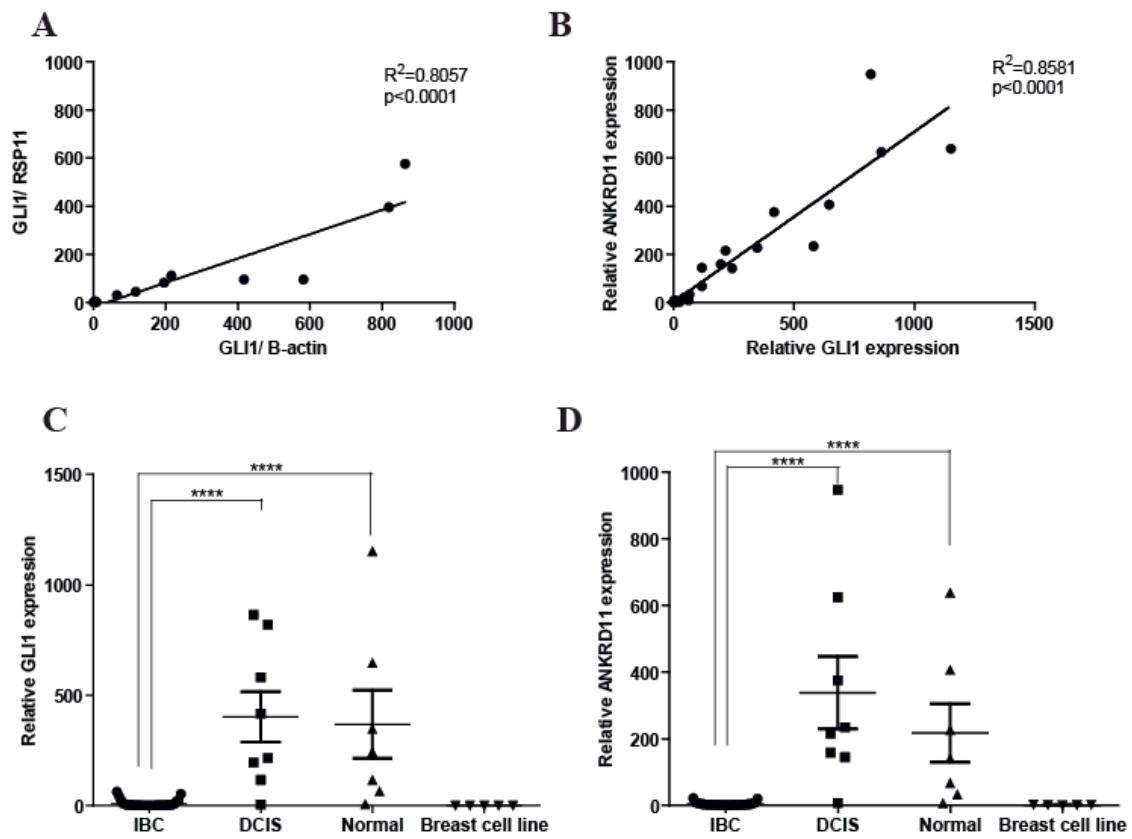 A
B
1000
800
600
400
200
0
GLI1/ RSP11
R²=0.8057
p<0.0001
0 200 400 600 800 1000
GLI1/ B-actin
1000
800
600
400
200
0
Relative ANKRD11 expression
R²=0.8581
p<0.0001
0 500 1000 1500
Relative GLI1 expression
C
D
1500
1000
500
0
Relative GLI1 expression
****
****
IBC DCIS Normal Breast cell line
1000
800
600
400
200
0
Relative ANKRD11 expression
****
****
IBC DCIS Normal Breast cell line